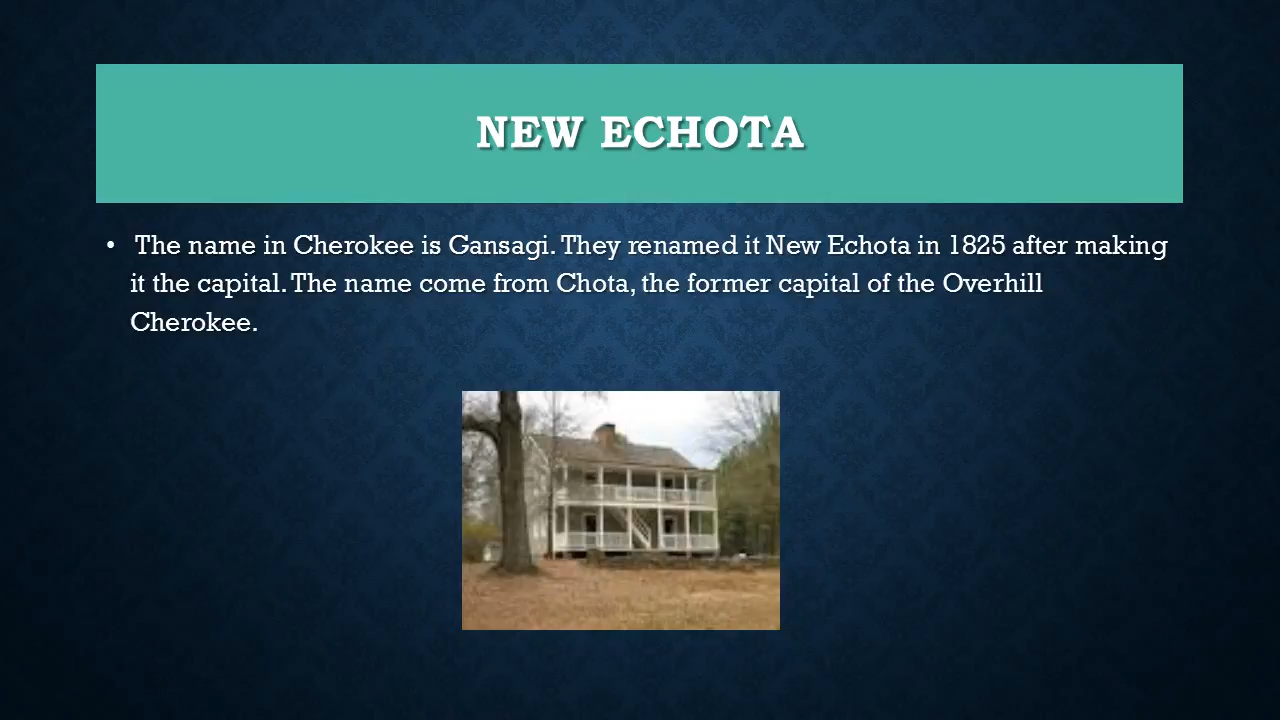 NEW ECHOTA
• The name in Cherokee is Gansagi. They renamed it New Echota in 1825 after making
it the capital. The name come from Chota, the former capital of the Overhill
Cherokee.